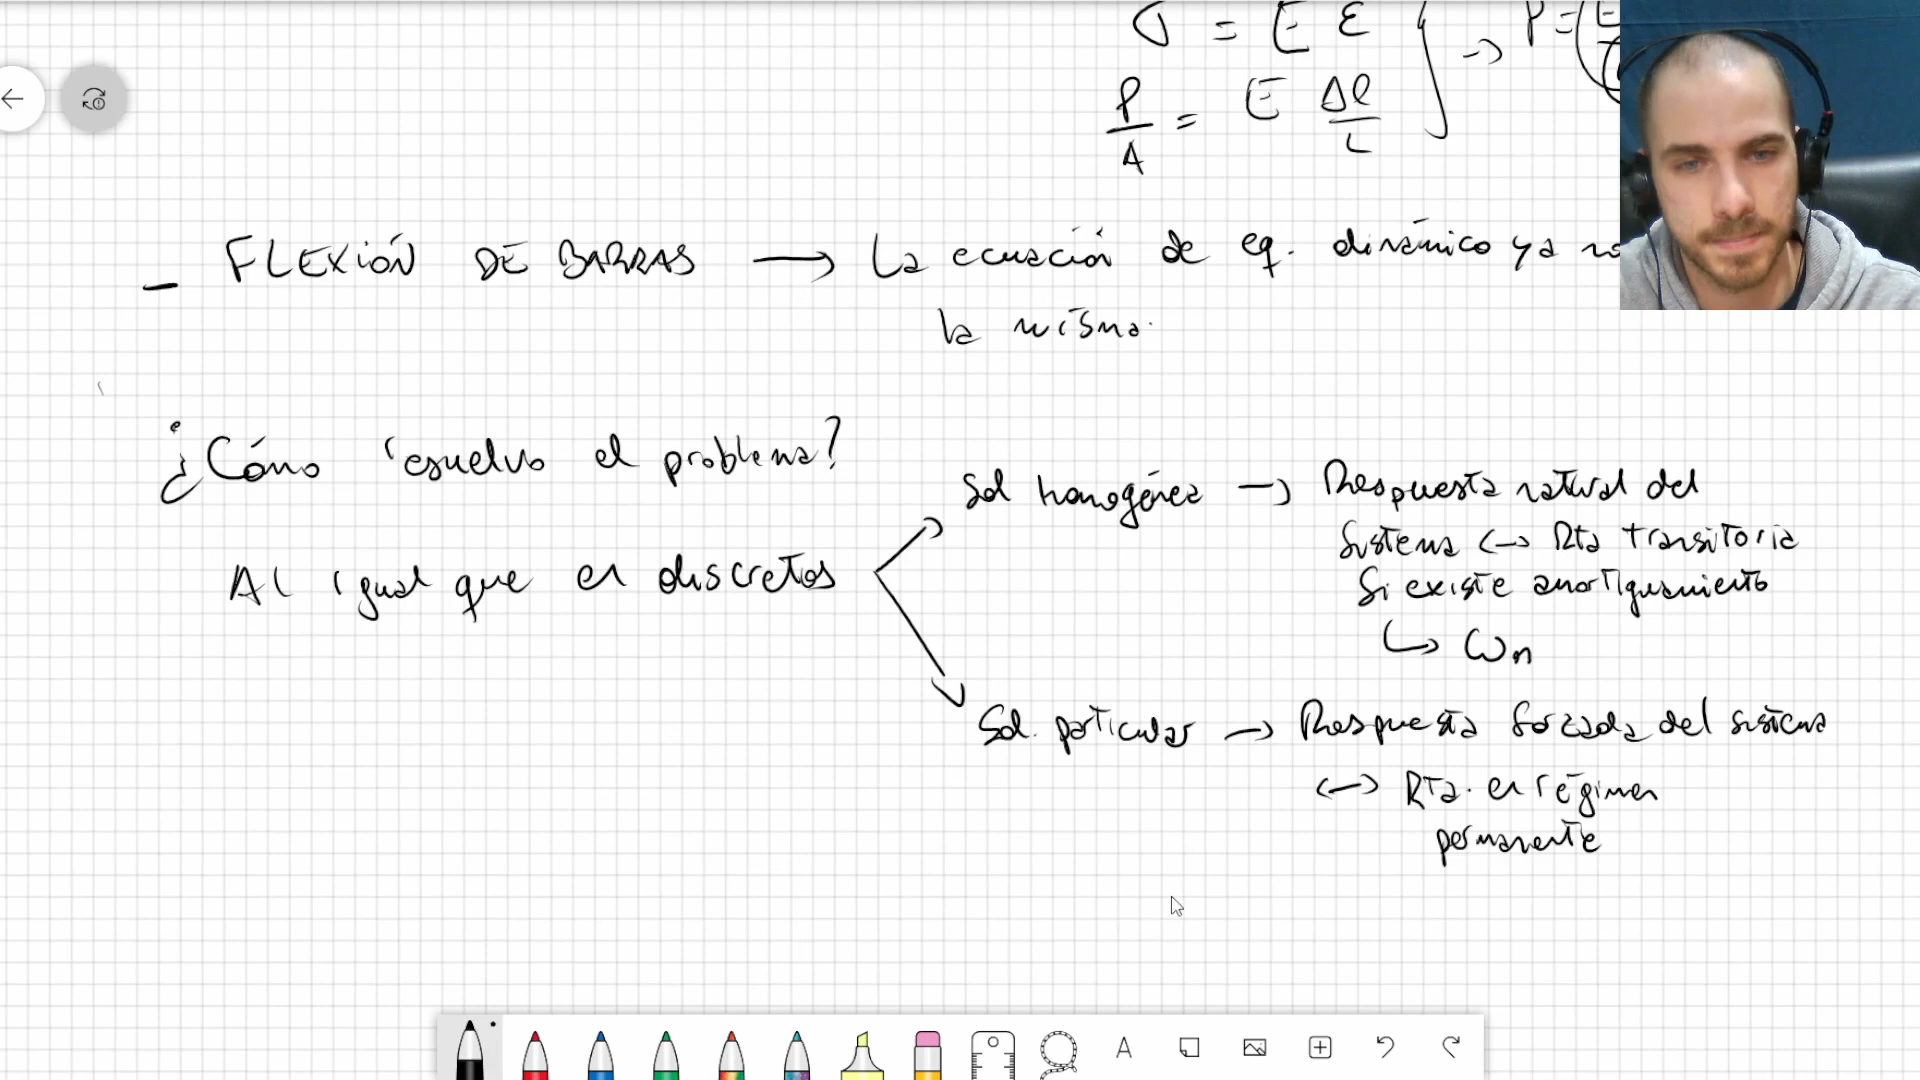 σ = E ε
P/A = E Δl/L } → P = (E
- FLEXIÓN DE BARRAS → La ecuación de eq. dinámico ya no
la misma.
¿Cómo resuelvo el problema?
Al igual que en discretos
Sol homogénea → Respuesta natural del
sistema ↔ Rta transitoria
Si existe amortiguamiento
↳ ωn
Sol. particular → Respuesta forzada del sistema
↔ Rta. en régimen
permanente
A